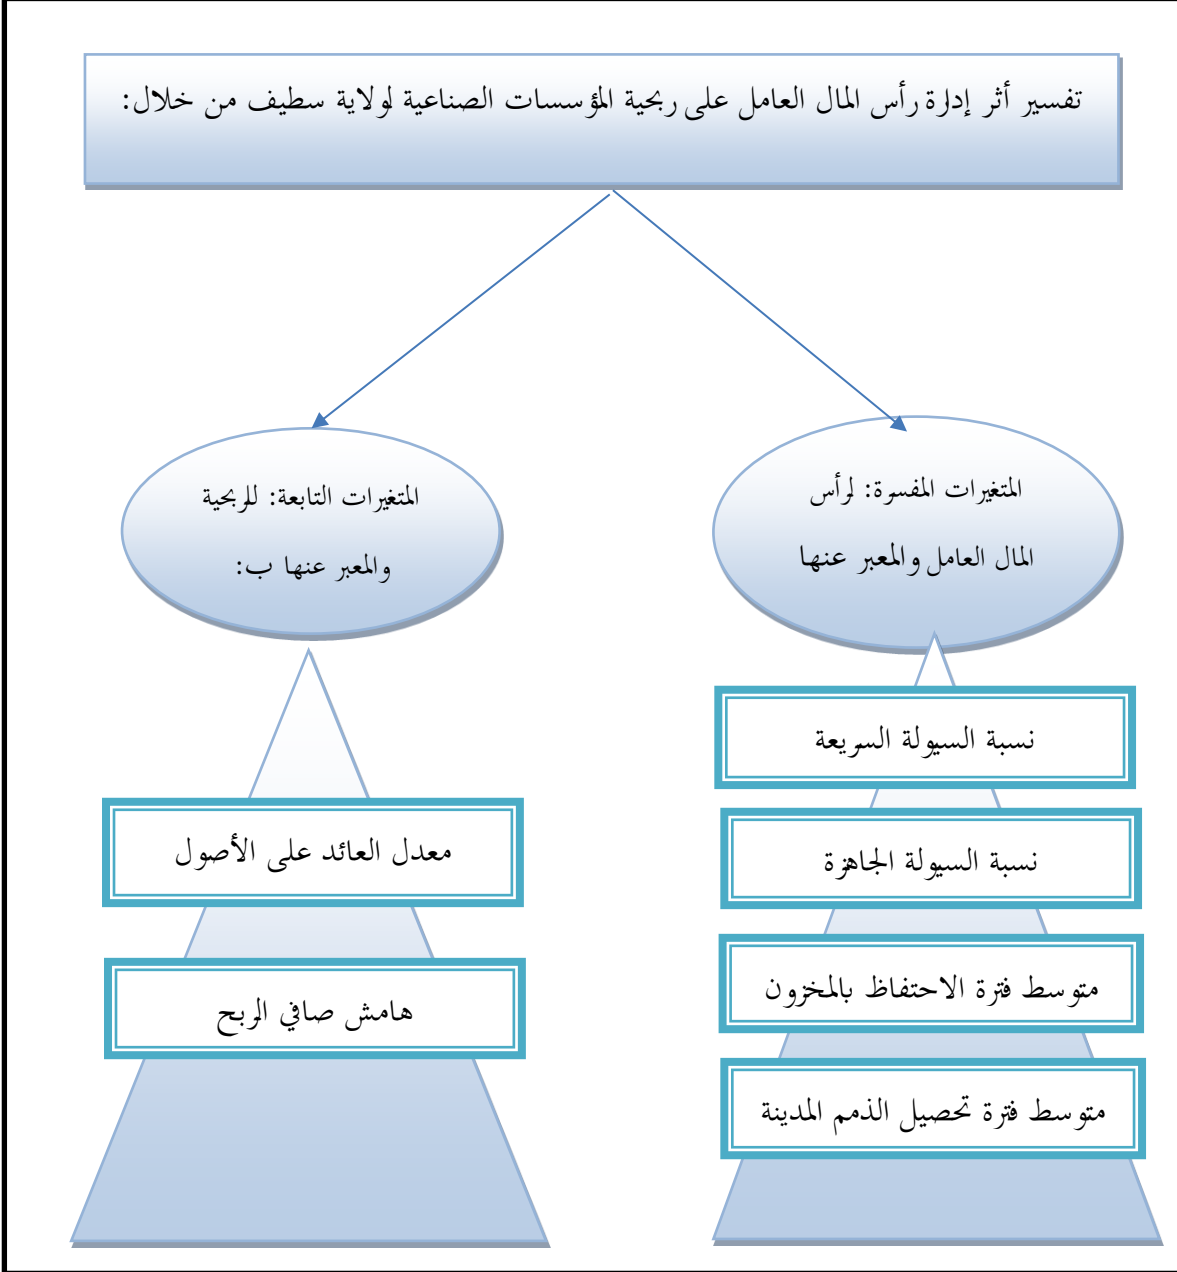 تفسير أثر إدارة رأس المال العامل على ربحية المؤسسات الصناعية لولاية سطيف من خلال:
المتغيرات المفسرة: لرأس
المال العامل والمعبر عنها
نسبة السيولة السريعة
نسبة السيولة الجاهزة
متوسط فترة الاحتفاظ بالمخزون
متوسط فترة تحصيل الذمم المدينة
المتغيرات التابعة: للربحية
والمعبر عنها ب:
معدل العائد على الأصول
هامش صافي الربح